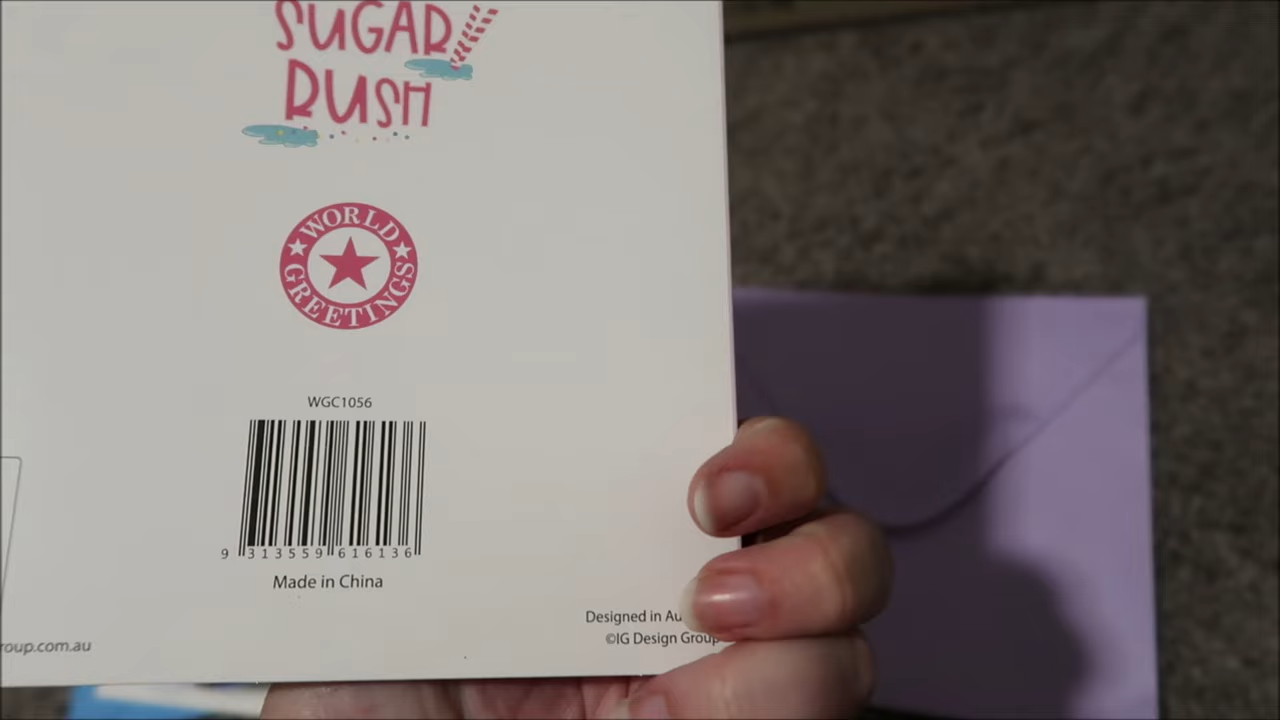 SUGAR
RUSH
WORLD
GREETINGS
WGC1056
9 313559 616136
Made in China
Designed in
©IG Design Group
roup.com.au